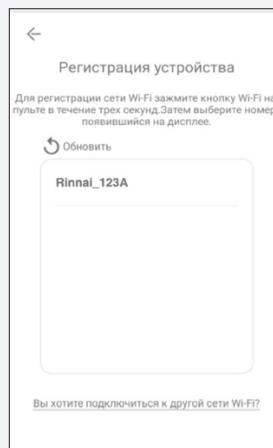 Регистрация устройства
Для регистрации сети Wi-Fi зажмите кнопку Wi-Fi на
пульте в течение трех секунд.Затем выберите номер
появившийся на дисплее.
Обновить
Rinnai_123A
Вы хотите подключиться к другой сети Wi-Fi?